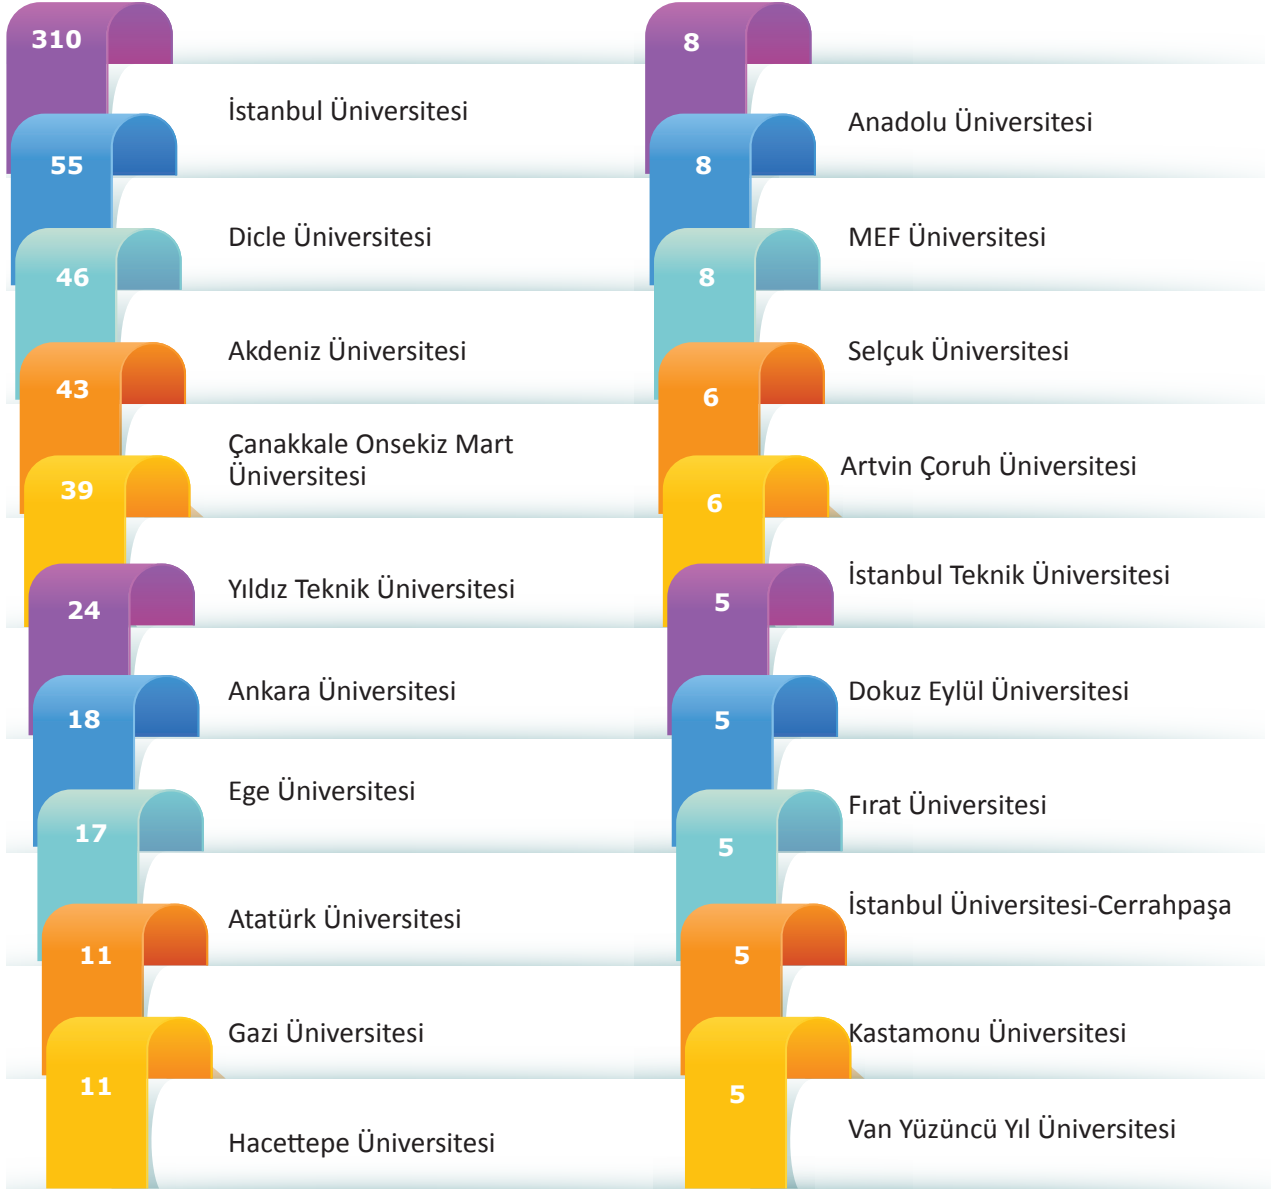 310
İstanbul Üniversitesi
55
Dicle Üniversitesi
46
Akdeniz Üniversitesi
43
Çanakkale Onsekiz Mart
Üniversitesi
39
Yıldız Teknik Üniversitesi
24
Ankara Üniversitesi
18
Ege Üniversitesi
17
Atatürk Üniversitesi
11
Gazi Üniversitesi
11
Hacettepe Üniversitesi
8
Anadolu Üniversitesi
8
MEF Üniversitesi
8
Selçuk Üniversitesi
6
Artvin Çoruh Üniversitesi
6
İstanbul Teknik Üniversitesi
5
Dokuz Eylül Üniversitesi
5
Fırat Üniversitesi
5
İstanbul Üniversitesi-Cerrahpaşa
5
Kastamonu Üniversitesi
5
Van Yüzüncü Yıl Üniversitesi